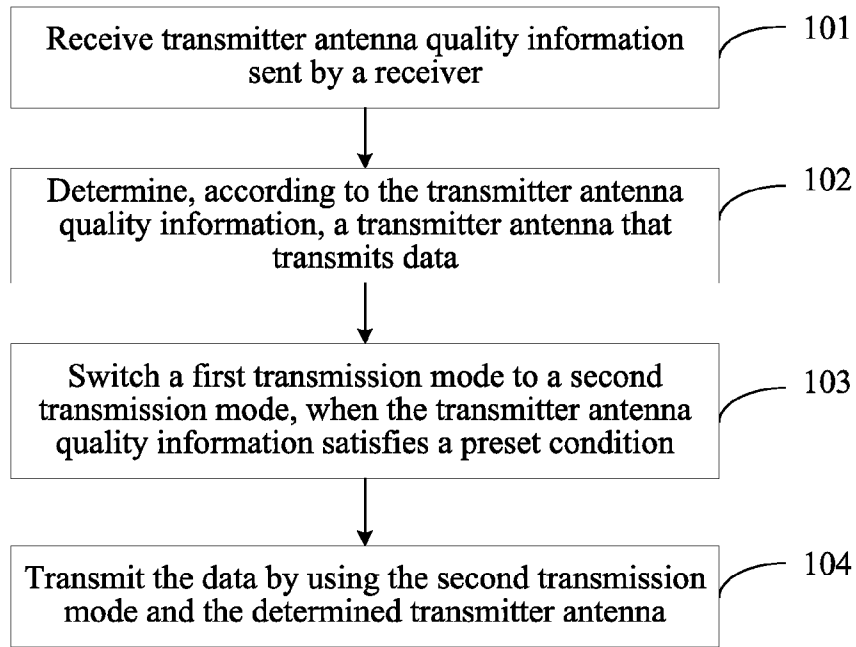 Receive transmitter antenna quality information
sent by a receiver
101
Determine, according to the transmitter antenna
quality information, a transmitter antenna that
transmits data
102
Switch a first transmission mode to a second
transmission mode, when the transmitter antenna
quality information satisfies a preset condition
103
Transmit the data by using the second transmission
mode and the determined transmitter antenna
104